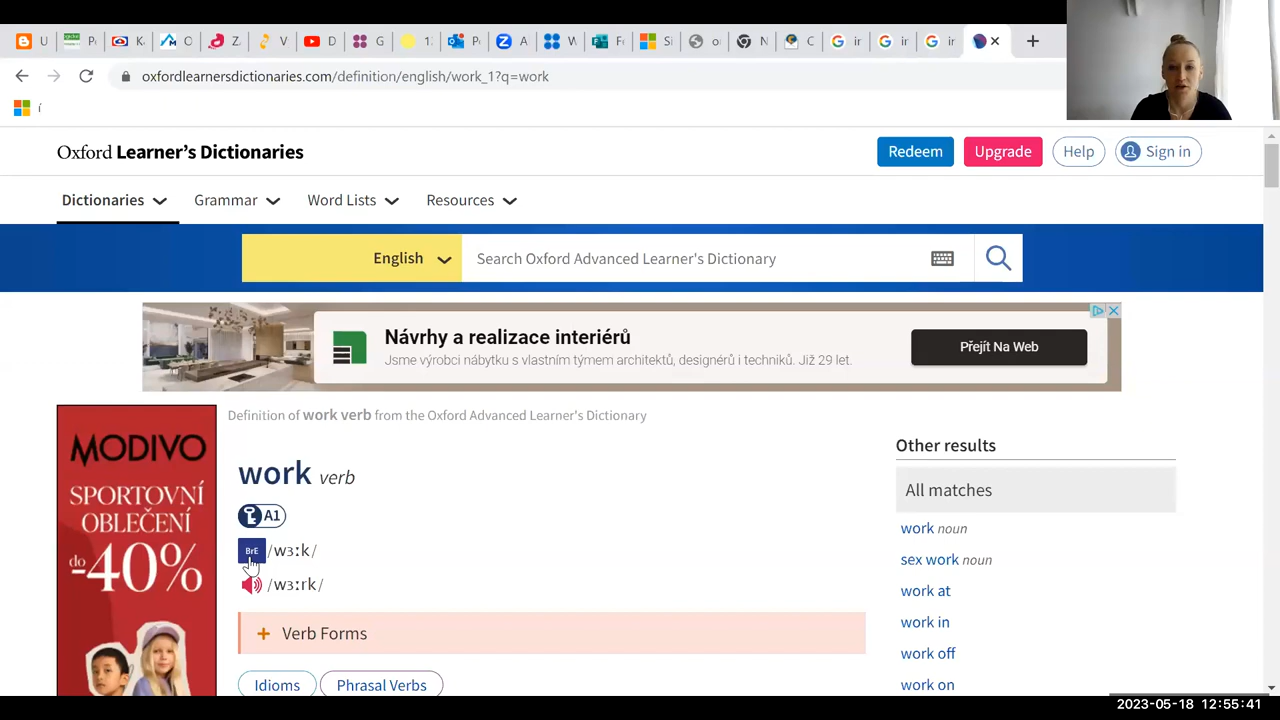 U
P
K
M
Z
V
D
G
1
P
A
W
F
S
o
C
ir
ir
ir
oxfordlearnersdictionaries.com/definition/english/work_1?q=work
Oxford Learner's Dictionaries
Redeem
Upgrade
Help
Sign in
Dictionaries
Grammar
Word Lists
Resources
English
Search Oxford Advanced Learner's Dictionary
Návrhy a realizace interiérů
Jsme výrobci nábytku s vlastním týmem architektů, designérů i techniků. Již 29 let.
Přejít Na Web
MODIVO
SPORTOVNÍ
OBLEČENÍ
do -40%
Definition of work verb from the Oxford Advanced Learner's Dictionary
work verb
A1
BrE /wɜːk/
/wɜːrk/
+ Verb Forms
Idioms
Phrasal Verbs
Other results
All matches
work noun
sex work noun
work at
work in
work off
work on
2023-05-18 12:55:41